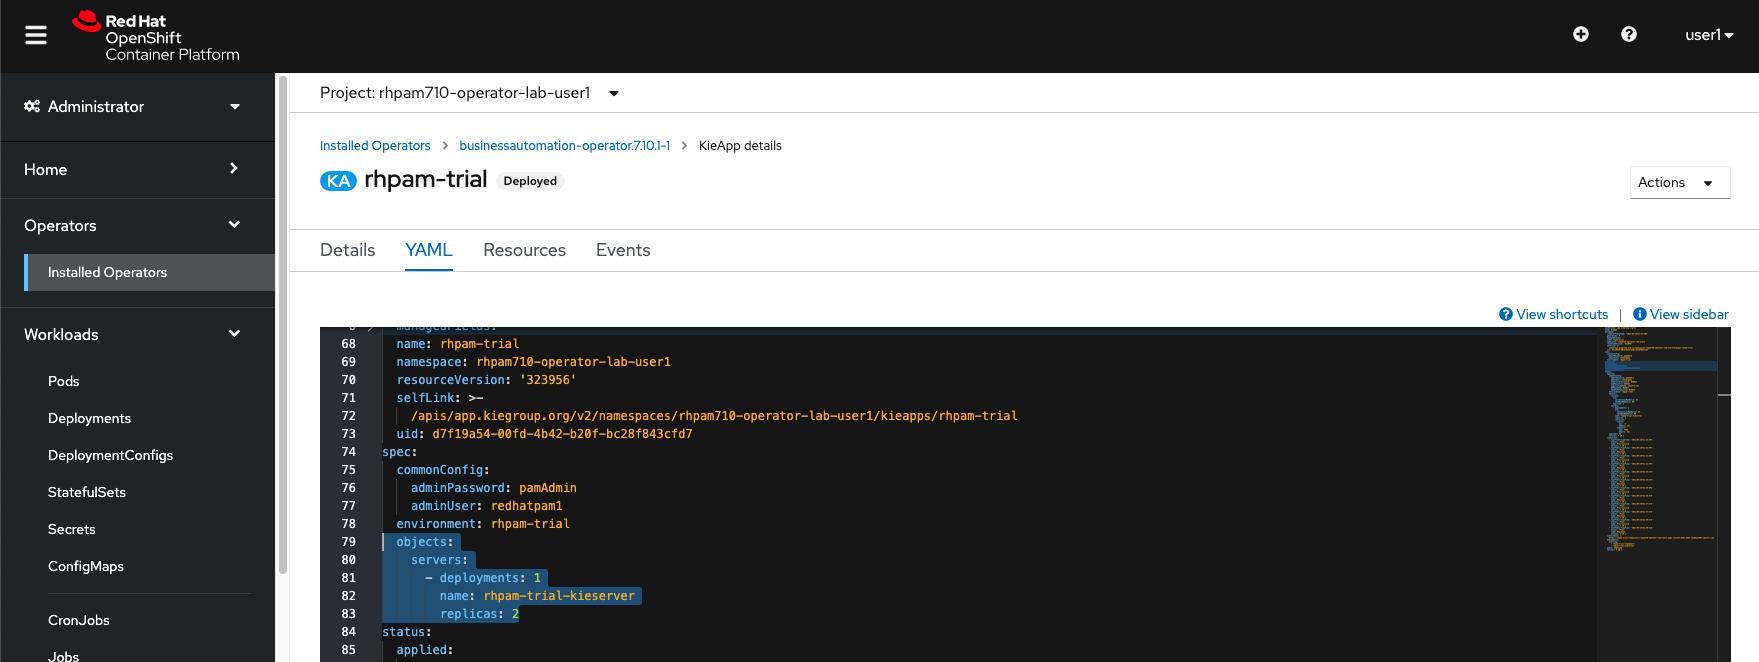 Red Hat
OpenShift
Container Platform
user1
Administrator
Home
Operators
Installed Operators
Workloads
Pods
Deployments
DeploymentConfigs
StatefulSets
Secrets
ConfigMaps
CronJobs
Jobs
Project: rhpam710-operator-lab-user1
Installed Operators > businessautomation-operator.7.10.1-1 > KieApp details
KA rhpam-trial Deployed
Actions
Details YAML Resources Events
View shortcuts | View sidebar
managedFields:
68 name: rhpam-trial
69 namespace: rhpam710-operator-lab-user1
70 resourceVersion: '323956'
71 selfLink: >-
72 /apis/app.kiegroup.org/v2/namespaces/rhpam710-operator-lab-user1/kieapps/rhpam-trial
73 uid: d7f19a54-00fd-4b42-b20f-bc28f843cfd7
74 spec:
75 commonConfig:
76 adminPassword: pamAdmin
77 adminUser: redhatpam1
78 environment: rhpam-trial
79 objects:
80 servers:
81 - deployments: 1
82 name: rhpam-trial-kieserver
83 replicas: 2
84 status:
85 applied: